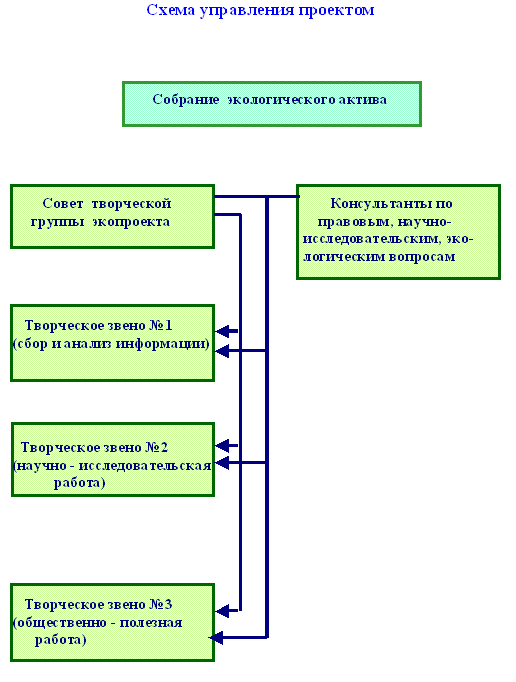 Схема управления проектом
Собрание экологического актива
Совет творческой
группы экопроекта
Консультанты по
правовым, научно-
исследовательским, эко-
логическим вопросам
Творческое звено №1
(сбор и анализ информации)
Творческое звено №2
(научно - исследовательская
работа)
Творческое звено №3
(общественно - полезная
работа)